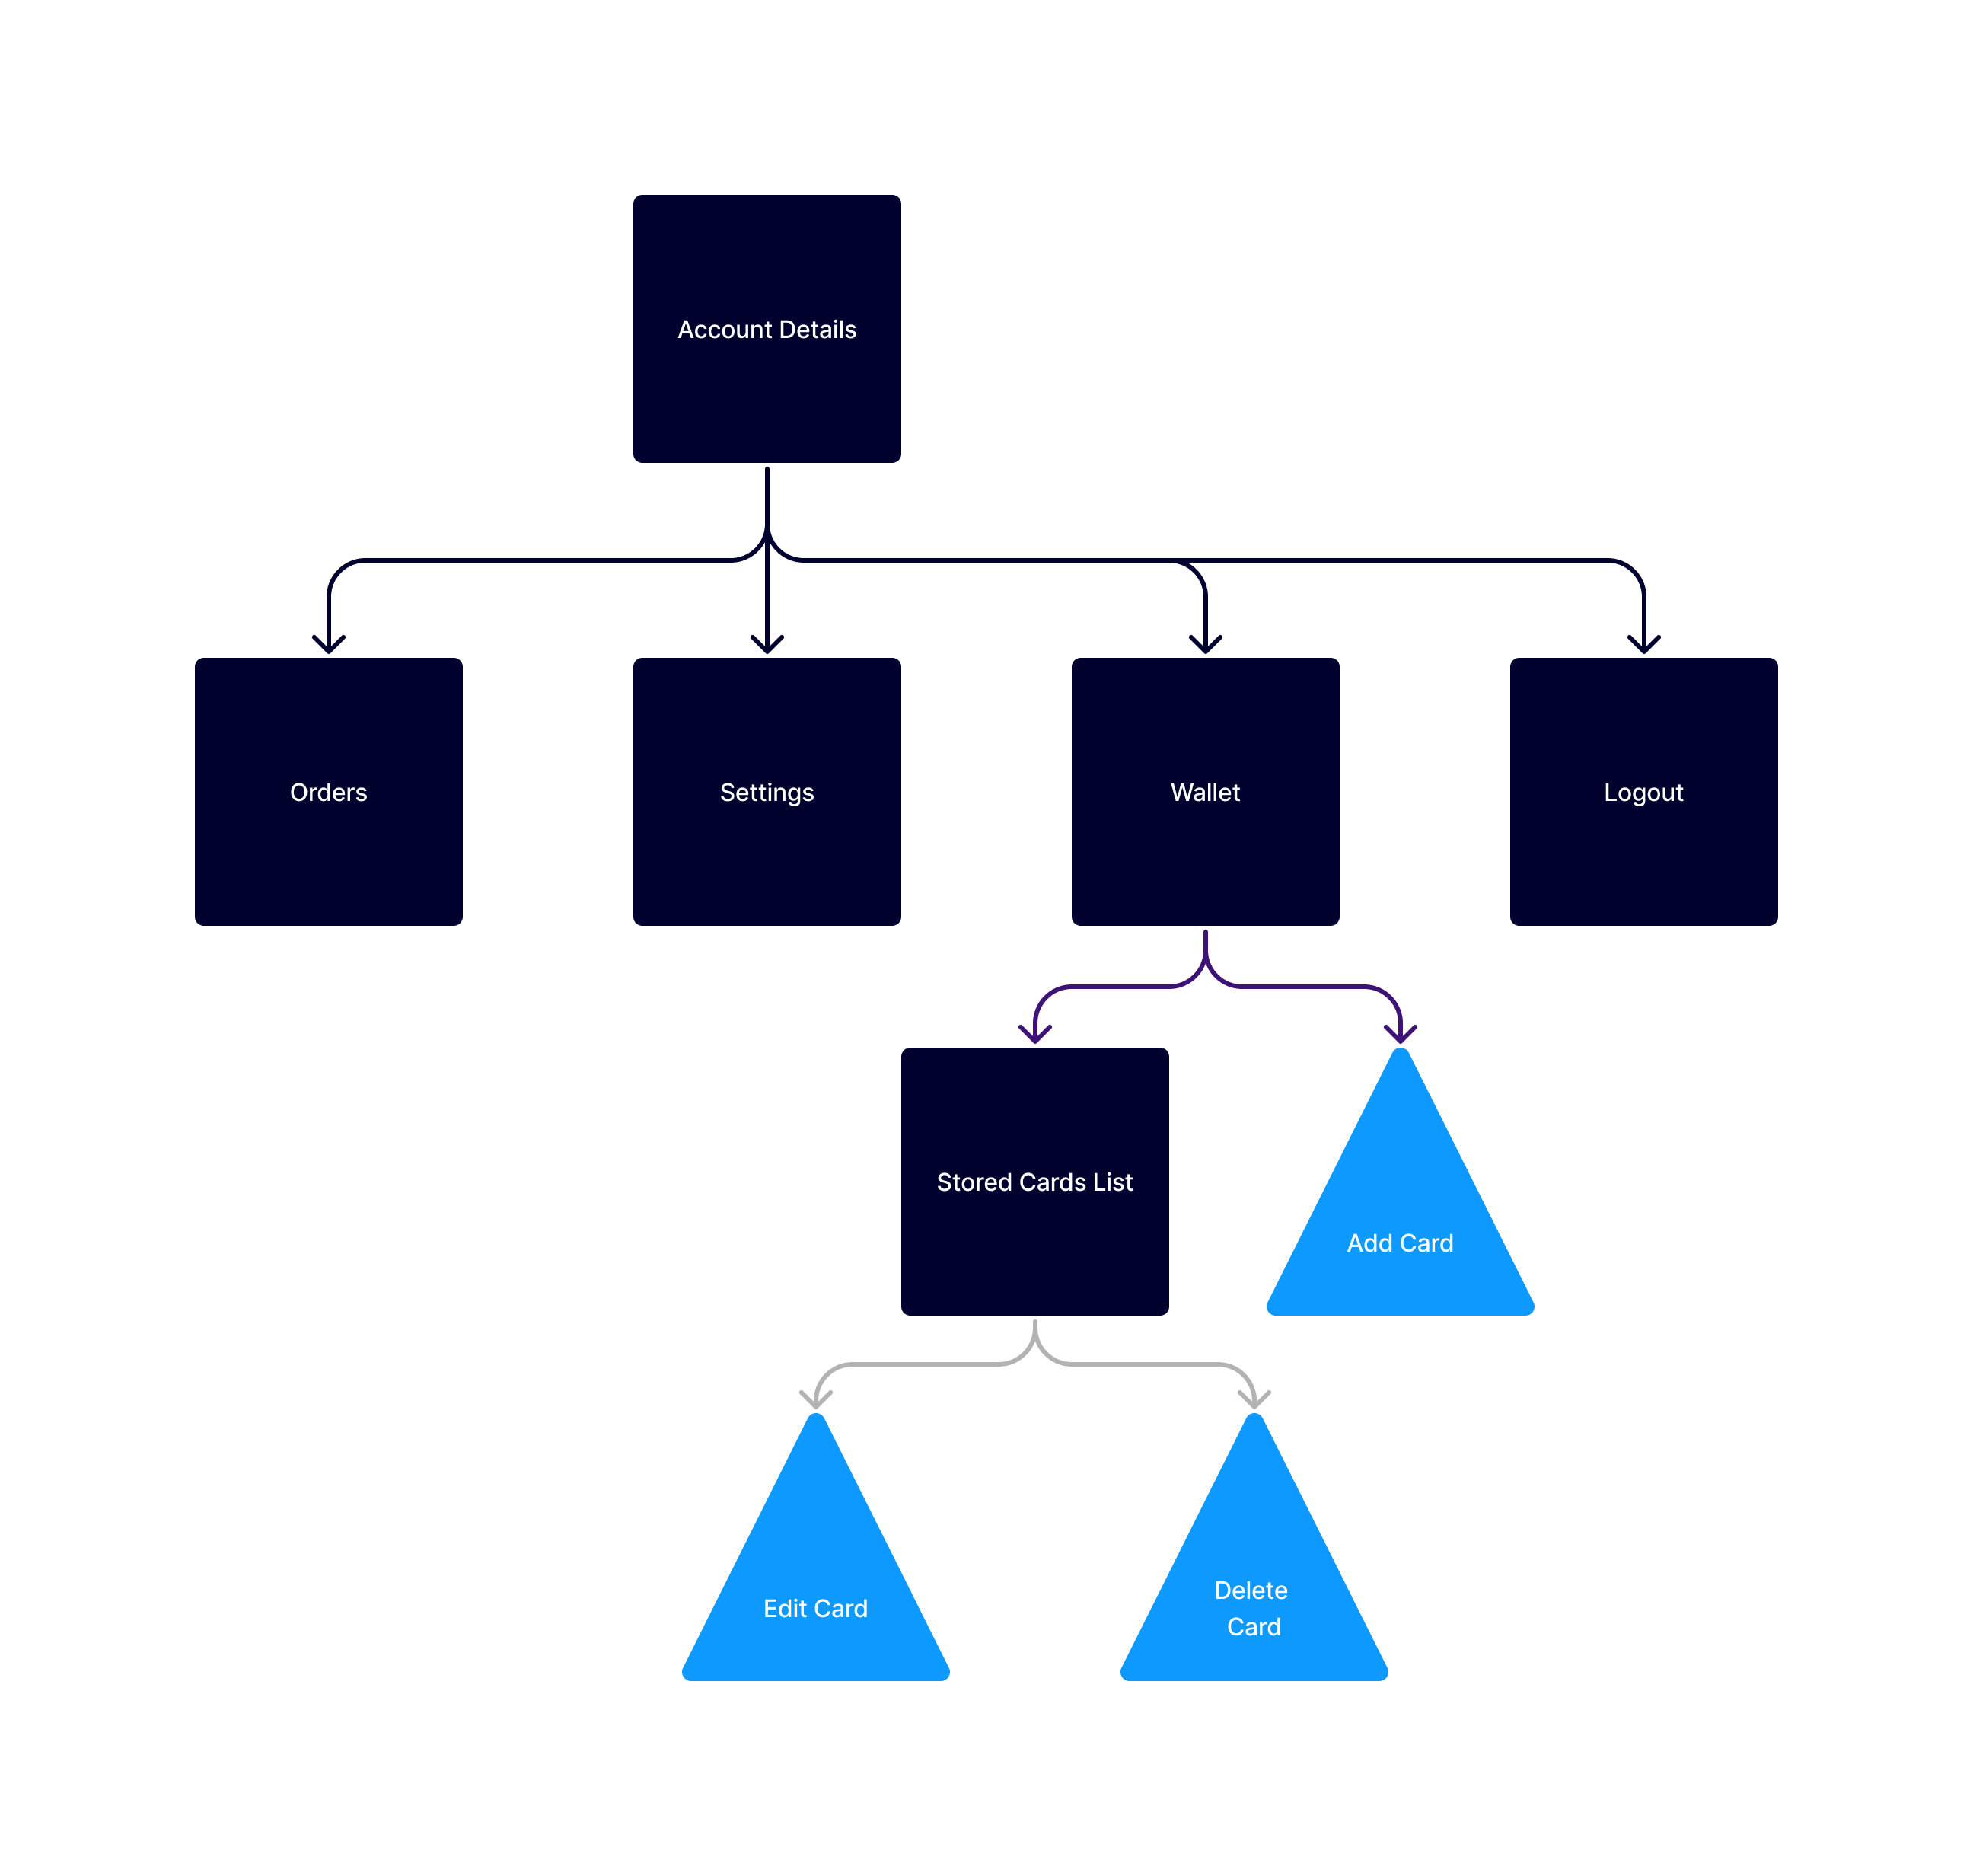 Account Details
Orders
Settings
Wallet
Logout
Stored Cards List
Add Card
Edit Card
Delete
Card